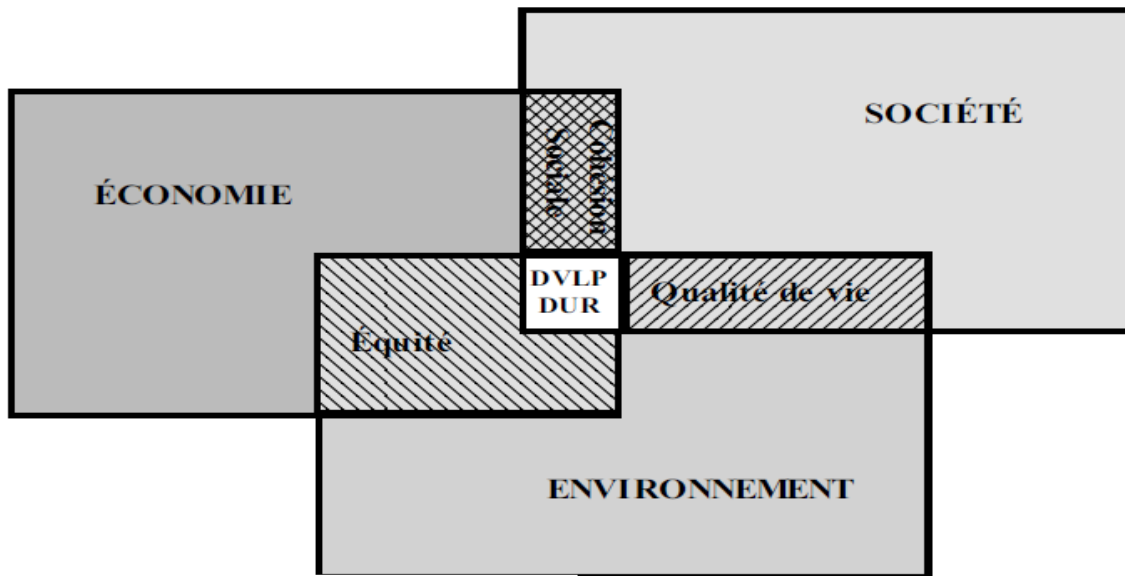 SOCIÉTÉ
ÉCONOMIE
Cohésion
Sociale
DVLP
DUR
Qualité de vie
Équité
ENVIRONNEMENT